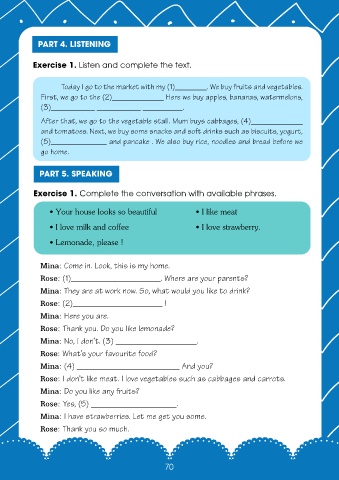 PART 4. LISTENING
Exercise 1. Listen and complete the text.
Today I go to the market with my (1)________. We buy fruits and vegetables.
First, we go to the (2)_____________ Here we buy apples, bananas, watermelons,
(3)___________ ___________ __________.
After that, we go to the vegetable stall. Mum buys cabbages, (4)_____________
and tomatoes. Next, we buy some snacks and soft drinks such as biscuits, yogurt,
(5)______________ and pancake . We also buy rice, noodles and bread before we
go home.
PART 5. SPEAKING
Exercise 1. Complete the conversation with available phrases.
• Your house looks so beautiful • I like meat
• I love milk and coffee • I love strawberry.
• Lemonade, please !
Mina: Come in. Look, this is my home.
Rose: (1)______________________. Where are your parents?
Mina: They are at work now. So, what would you like to drink?
Rose: (2)______________________ !
Mina: Here you are.
Rose: Thank you. Do you like lemonade?
Mina: No, I don't. (3) ____________________.
Rose: What's your favourite food?
Mina: (4) _________________________ And you?
Rose: I don't like meat. I love vegetables such as cabbages and carrots.
Mina: Do you like any fruits?
Rose: Yes, (5) _____________________.
Mina: I have strawberries. Let me get you some.
Rose: Thank you so much.
70